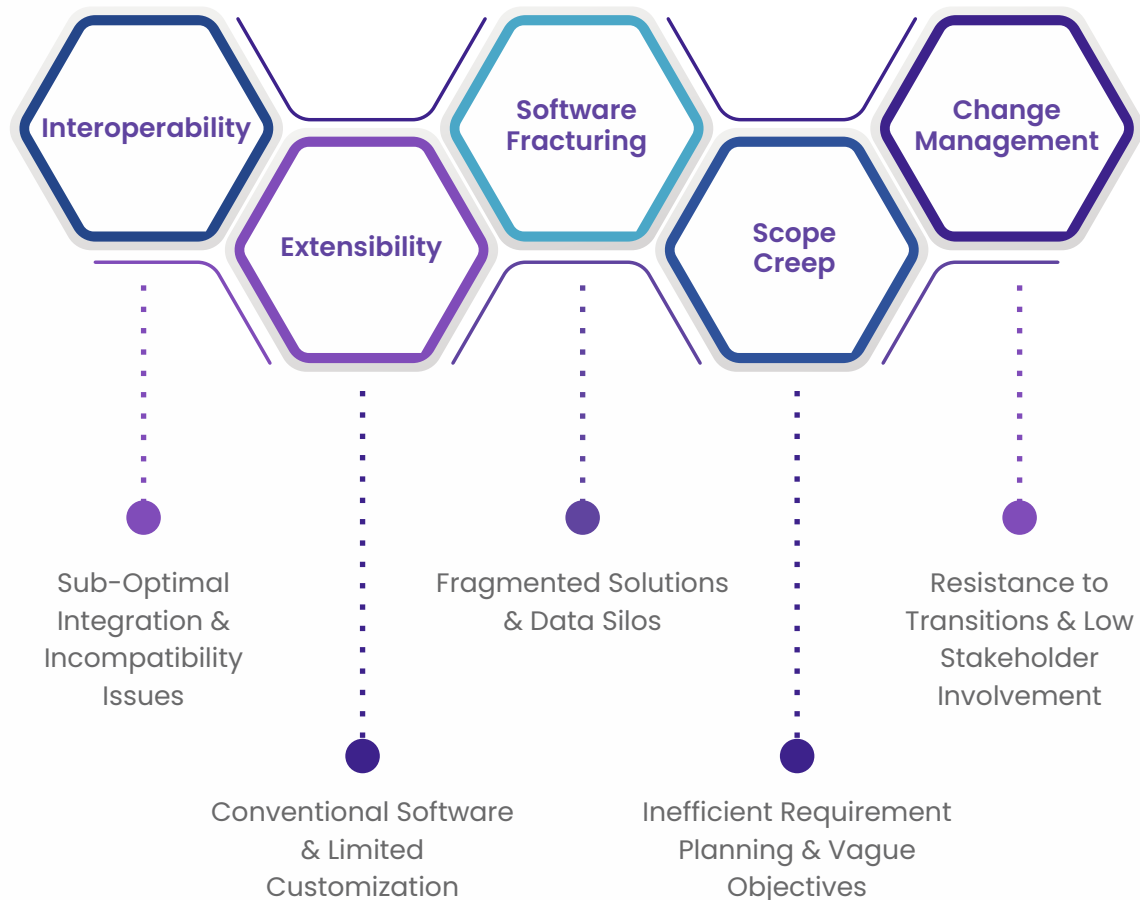 Interoperability
Extensibility
Software
Fracturing
Scope
Creep
Change
Management
Sub-Optimal
Integration &
Incompatibility
Issues
Conventional Software
& Limited
Customization
Fragmented Solutions
& Data Silos
Inefficient Requirement
Planning & Vague
Objectives
Resistance to
Transitions & Low
Stakeholder
Involvement